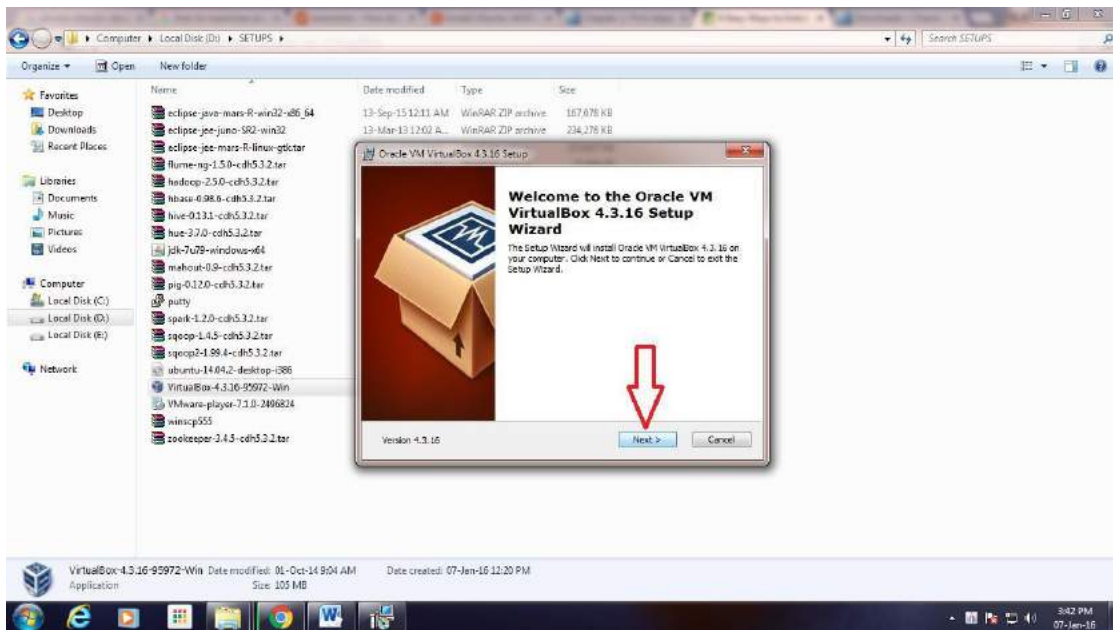 Computer ▸ Local Disk (D:) ▸ SETUPS ▸
Search SETUPS
Organize
Open
New folder
Name
Date modified
Type
Size
Favorites
Desktop
Downloads
Recent Places
Libraries
Documents
Music
Pictures
Videos
Computer
Local Disk (C:)
Local Disk (D:)
Local Disk (E:)
Network
eclipse-java-mars-R-win32-x86_64
13-Sep-15 12:11 AM
WinRAR ZIP archive
167,678 KB
eclipse-jee-juno-SR2-win32
13-Mar-13 12:02 A...
WinRAR ZIP archive
234,276 KB
eclipse-jee-mars-R-linux-gtk.tar
flume-ng-1.5.0-cdh5.3.2.tar
hadoop-2.5.0-cdh5.3.2.tar
hbase-0.98.6-cdh5.3.2.tar
hive-0.13.1-cdh5.3.2.tar
hue-3.7.0-cdh5.3.2.tar
jdk-7u79-windows-x64
mahout-0.9-cdh5.3.2.tar
pig-0.12.0-cdh5.3.2.tar
putty
spark-1.2.0-cdh5.3.2.tar
sqoop-1.4.5-cdh5.3.2.tar
sqoop2-1.99.4-cdh5.3.2.tar
ubuntu-14.04.2-desktop-i386
VirtualBox-4.3.16-95972-Win
VMware-player-7.1.0-2496824
winscp555
zookeeper-3.4.5-cdh5.3.2.tar
Oracle VM VirtualBox 4.3.16 Setup
Welcome to the Oracle VM
VirtualBox 4.3.16 Setup
Wizard
The Setup Wizard will install Oracle VM VirtualBox 4.3.16 on
your computer. Click Next to continue or Cancel to exit the
Setup Wizard.
Version 4.3.16
Next >
Cancel
VirtualBox-4.3.16-95972-Win Date modified: 01-Oct-14 9:04 AM
Date created: 07-Jan-16 12:20 PM
Application
Size: 105 MB
3:42 PM
07-Jan-16